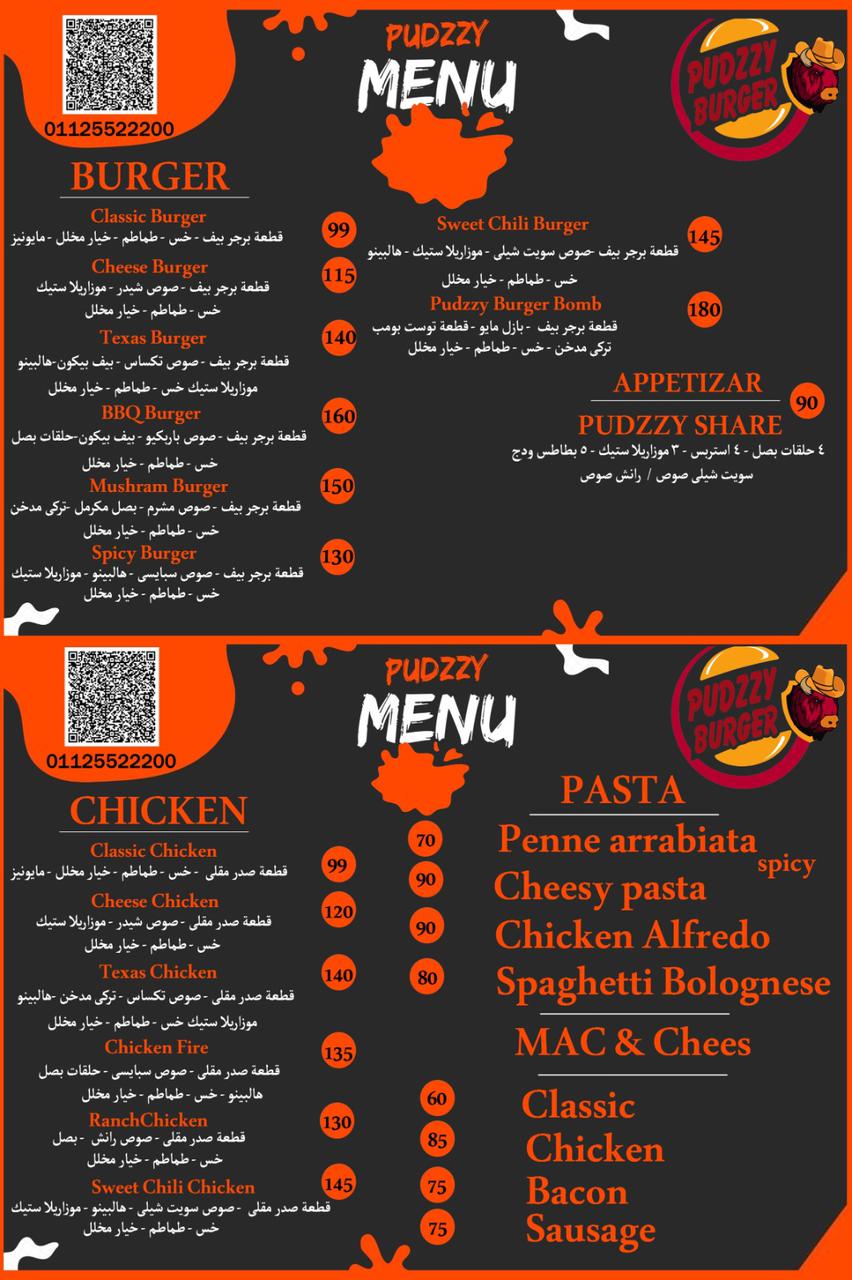 01125522200
PUDZZY
MENU
PUDZZY
BURGER
BURGER
Classic Burger
99
قطعة برجر بيف - خس - طماطم - خيار مخلل - مايونيز
Cheese Burger
115
قطعة برجر بيف - صوص شيدر - موزاريلا ستيك
خس - طماطم - خيار مخلل
Texas Burger
140
قطعة برجر بيف - صوص تكساس - بيف بيكون-هالبينو
موزاريلا ستيك خس - طماطم - خيار مخلل
BBQ Burger
160
قطعة برجر بيف - صوص باربكيو - بيف بيكون-حلقات بصل
خس - طماطم - خيار مخلل
Mushram Burger
150
قطعة برجر بيف - صوص مشرم - بصل مكرمل -تركى مدخن
خس - طماطم - خيار مخلل
Spicy Burger
130
قطعة برجر بيف - صوص سبايسى - هالبينو - موزاريلا ستيك
خس - طماطم - خيار مخلل
Sweet Chili Burger
145
قطعة برجر بيف -صوص سويت شيلى - موزاريلا ستيك - هالبينو
خس - طماطم - خيار مخلل
Pudzzy Burger Bomb
180
قطعة برجر بيف - بازل مايو - قطعة توست بومب
تركى مدخن - خس - طماطم - خيار مخلل
APPETIZAR
90
PUDZZY SHARE
٤ حلقات بصل - ٤ استربس - ٣ موزاريلا ستيك - ٥ بطاطس ودج
سويت شيلى صوص / رانش صوص
01125522200
PUDZZY
MENU
PUDZZY
BURGER
CHICKEN
Classic Chicken
99
قطعة صدر مقلى - خس - طماطم - خيار مخلل - مايونيز
Cheese Chicken
120
قطعة صدر مقلى - صوص شيدر - موزاريلا ستيك
خس - طماطم - خيار مخلل
Texas Chicken
140
قطعة صدر مقلى - صوص تكساس - تركى مدخن -هالبينو
موزاريلا ستيك خس - طماطم - خيار مخلل
Chicken Fire
135
قطعة صدر مقلى - صوص سبايسى - حلقات بصل
هالبينو - خس - طماطم - خيار مخلل
RanchChicken
130
قطعة صدر مقلى - صوص رانش - بصل
خس - طماطم - خيار مخلل
Sweet Chili Chicken
145
قطعة صدر مقلى - صوص سويت شيلى - هالبينو - موزاريلا ستيك
خس - طماطم - خيار مخلل
PASTA
70 Penne arrabiata
spicy
90 Cheesy pasta
90 Chicken Alfredo
80 Spaghetti Bolognese
MAC & Chees
60 Classic
85 Chicken
75 Bacon
75 Sausage